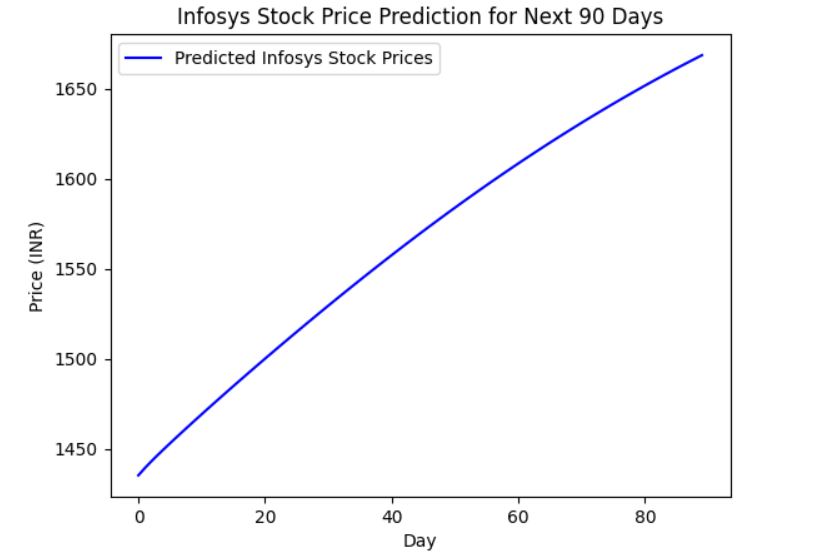 Infosys Stock Price Prediction for Next 90 Days
Predicted Infosys Stock Prices
Price (INR)
1650
1600
1550
1500
1450
0 20 40 60 80
Day